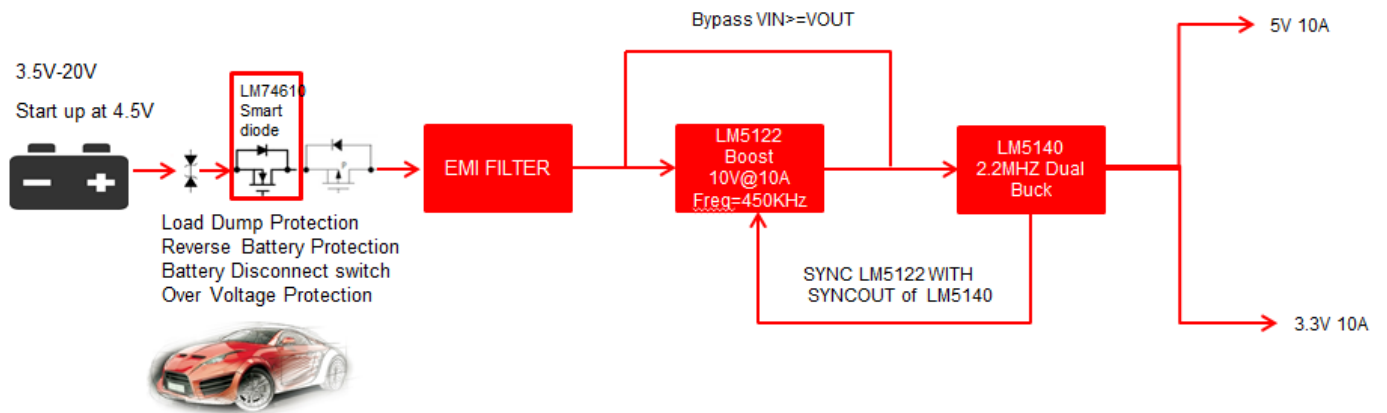 Bypass VIN>=VOUT
5V 10A
3.5V-20V
Start up at 4.5V
LM74610
Smart
diode
P
EMI FILTER
LM5122
Boost
10V@10A
Freq=450KHz
LM5140
2.2MHZ Dual
Buck
Load Dump Protection
Reverse Battery Protection
Battery Disconnect switch
Over Voltage Protection
SYNC LM5122 WITH
SYNCOUT of LM5140
3.3V 10A